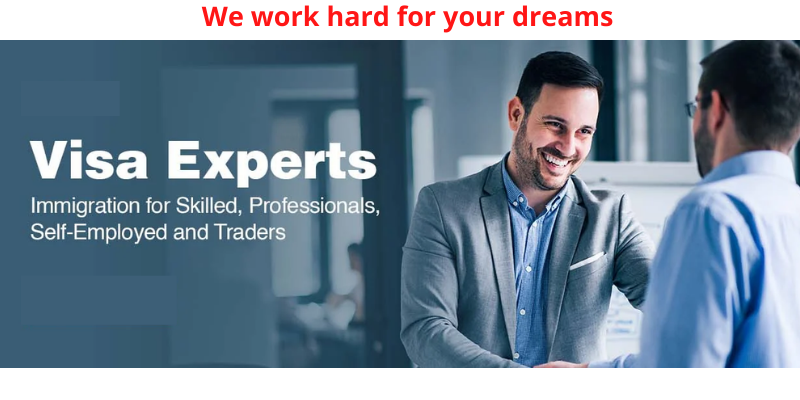 We work hard for your dreams
Visa Experts
Immigration for Skilled, Professionals,
Self-Employed and Traders